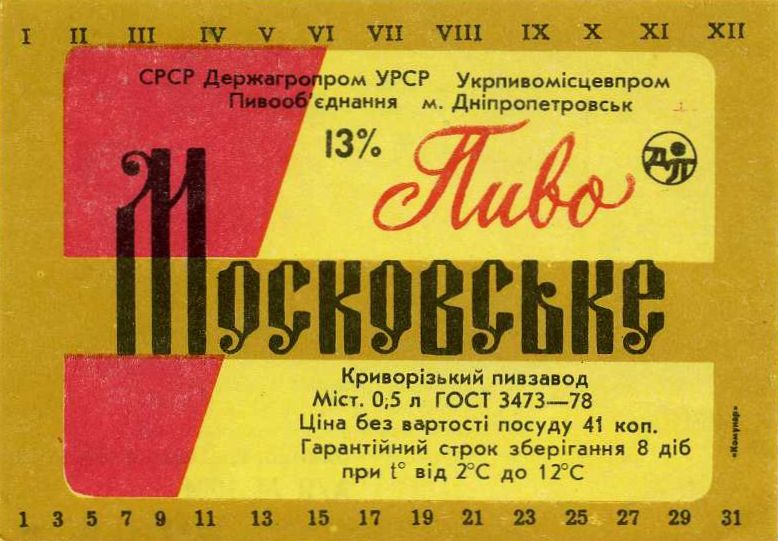 I II III IV V VI VII VIII IX X XI XII
СРСР Держагропром УРСР Укрпивомісцевпром
Пивооб'єднання м. Дніпропетровськ
13% Пиво
ДП
Московське
Криворізький пивзавод
Міст. 0,5 л ГОСТ 3473—78
Ціна без вартості посуду 41 коп.
Гарантійний строк зберігання 8 діб
при t° від 2°С до 12°С
«Комунар»
1 3 5 7 9 11 13 15 17 19 21 23 25 27 29 31